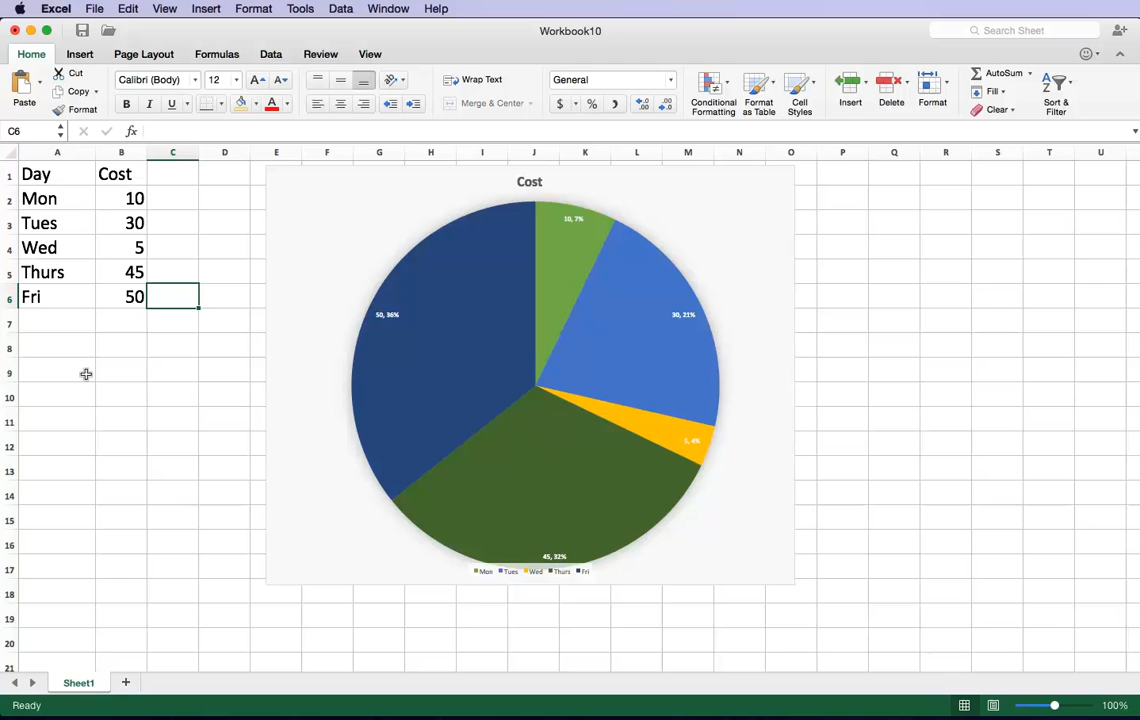 Excel File Edit View Insert Format Tools Data Window Help
Workbook10
Search Sheet
Home Insert Page Layout Formulas Data Review View
Paste
Cut
Copy
Format
Calibri (Body) 12 A A
B I U A
Wrap Text
Merge & Center
General
$ % )
Conditional Formatting
Format as Table
Cell Styles
Insert
Delete
Format
AutoSum
Fill
Clear
Sort & Filter
C6 fx
A B C D E F G H I J K L M N O P Q R S T U
1 Day Cost
2 Mon 10
3 Tues 30
4 Wed 5
5 Thurs 45
6 Fri 50
7
8
9
10
11
12
13
14
15
16
17
18
19
20
21
Cost
10, 7%
30, 21%
50, 36%
5, 4%
45, 32%
Mon Tues Wed Thurs Fri
Sheet1 +
Ready 100%